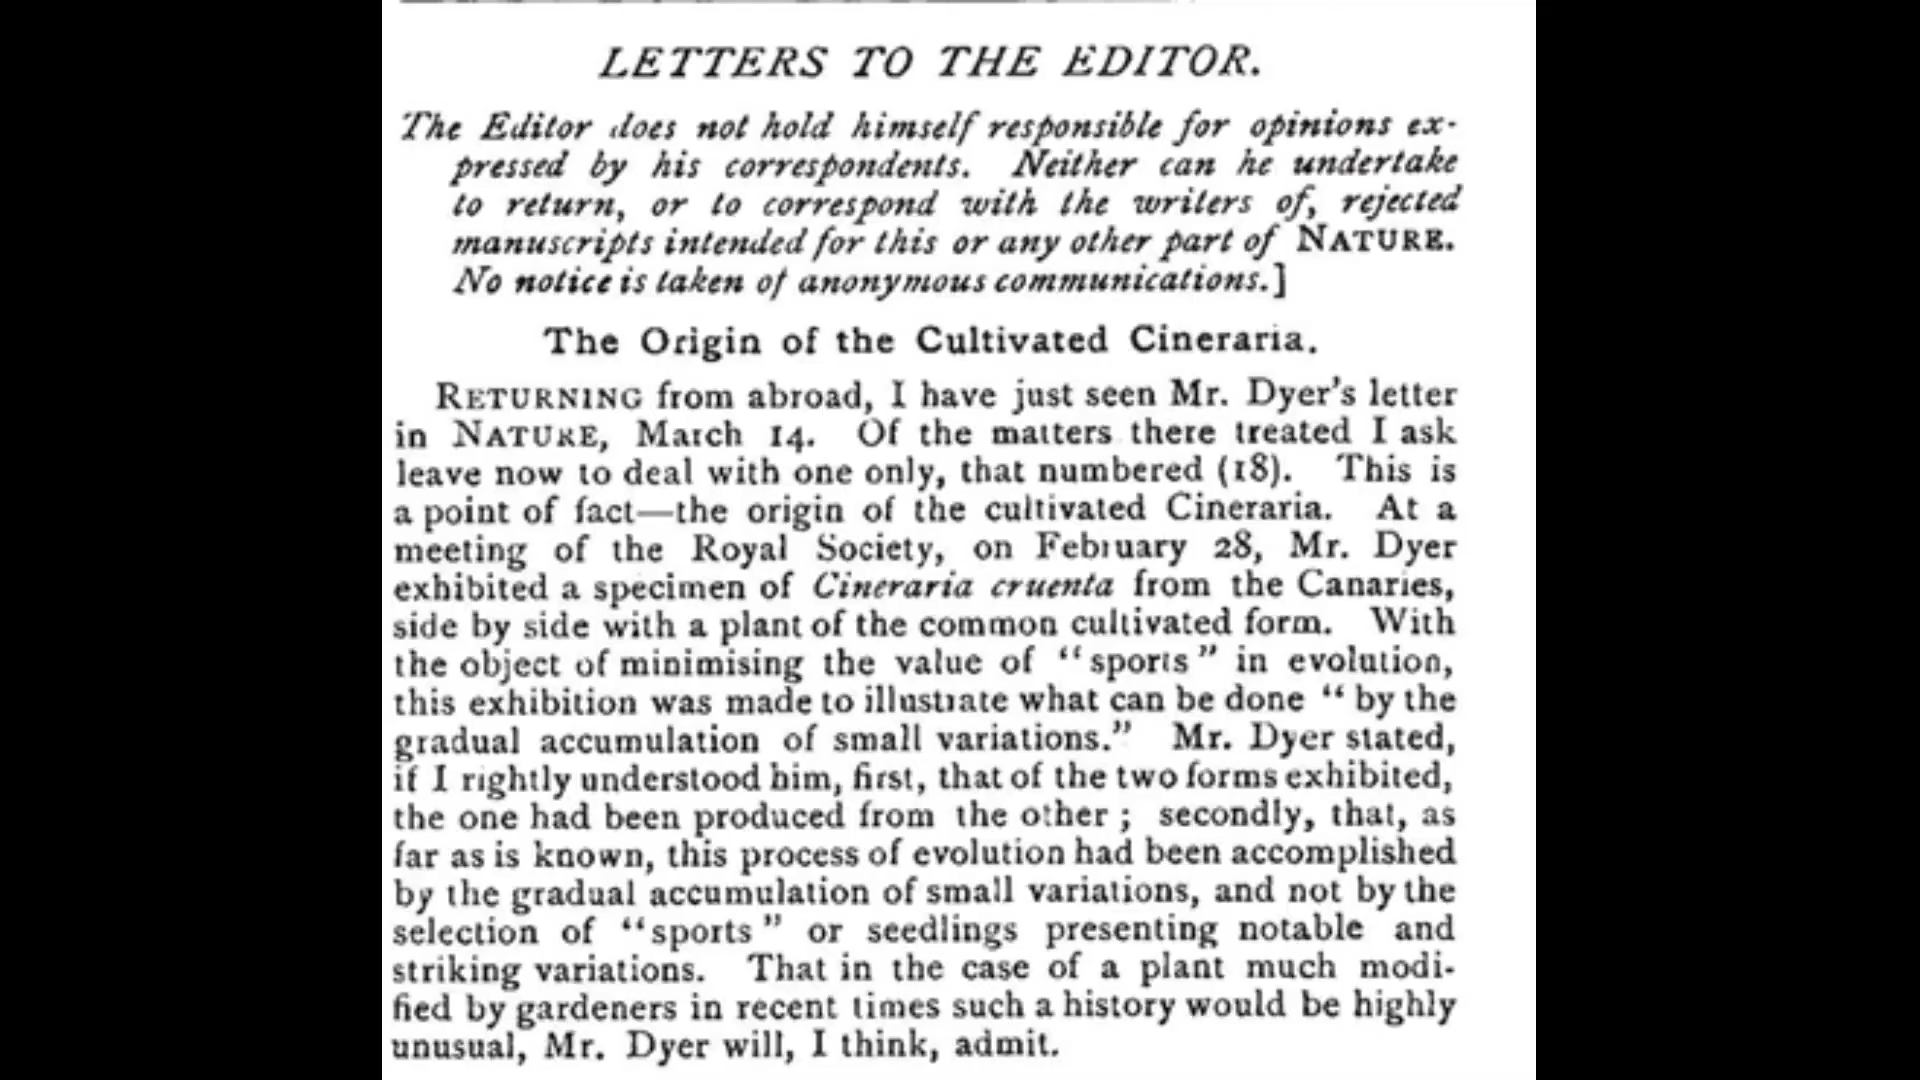 LETTERS TO THE EDITOR.
The Editor does not hold himself responsible for opinions ex-
pressed by his correspondents. Neither can he undertake
to return, or to correspond with the writers of, rejected
manuscripts intended for this or any other part of NATURE.
No notice is taken of anonymous communications.]
The Origin of the Cultivated Cineraria.
RETURNING from abroad, I have just seen Mr. Dyer's letter
in NATURE, March 14. Of the matters there treated I ask
leave now to deal with one only, that numbered (18). This is
a point of fact—the origin of the cultivated Cineraria. At a
meeting of the Royal Society, on February 28, Mr. Dyer
exhibited a specimen of Cineraria cruenta from the Canaries,
side by side with a plant of the common cultivated form. With
the object of minimising the value of "sports" in evolution,
this exhibition was made to illustrate what can be done "by the
gradual accumulation of small variations." Mr. Dyer stated,
if I rightly understood him, first, that of the two forms exhibited,
the one had been produced from the other; secondly, that, as
far as is known, this process of evolution had been accomplished
by the gradual accumulation of small variations, and not by the
selection of "sports" or seedlings presenting notable and
striking variations. That in the case of a plant much modi-
fied by gardeners in recent times such a history would be highly
unusual, Mr. Dyer will, I think, admit.